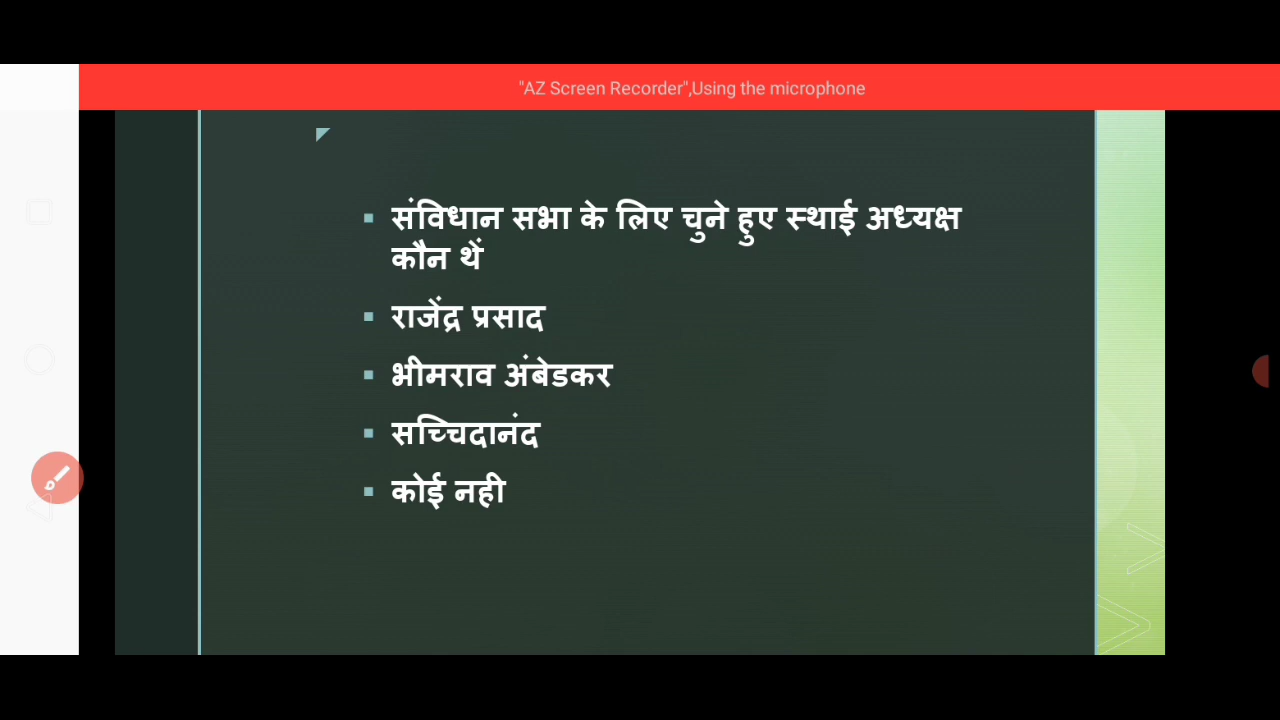 "AZ Screen Recorder",Using the microphone
संविधान सभा के लिए चुने हुए स्थाई अध्यक्ष
कौन थें
राजेंद्र प्रसाद
भीमराव अंबेडकर
सच्चिदानंद
कोई नही